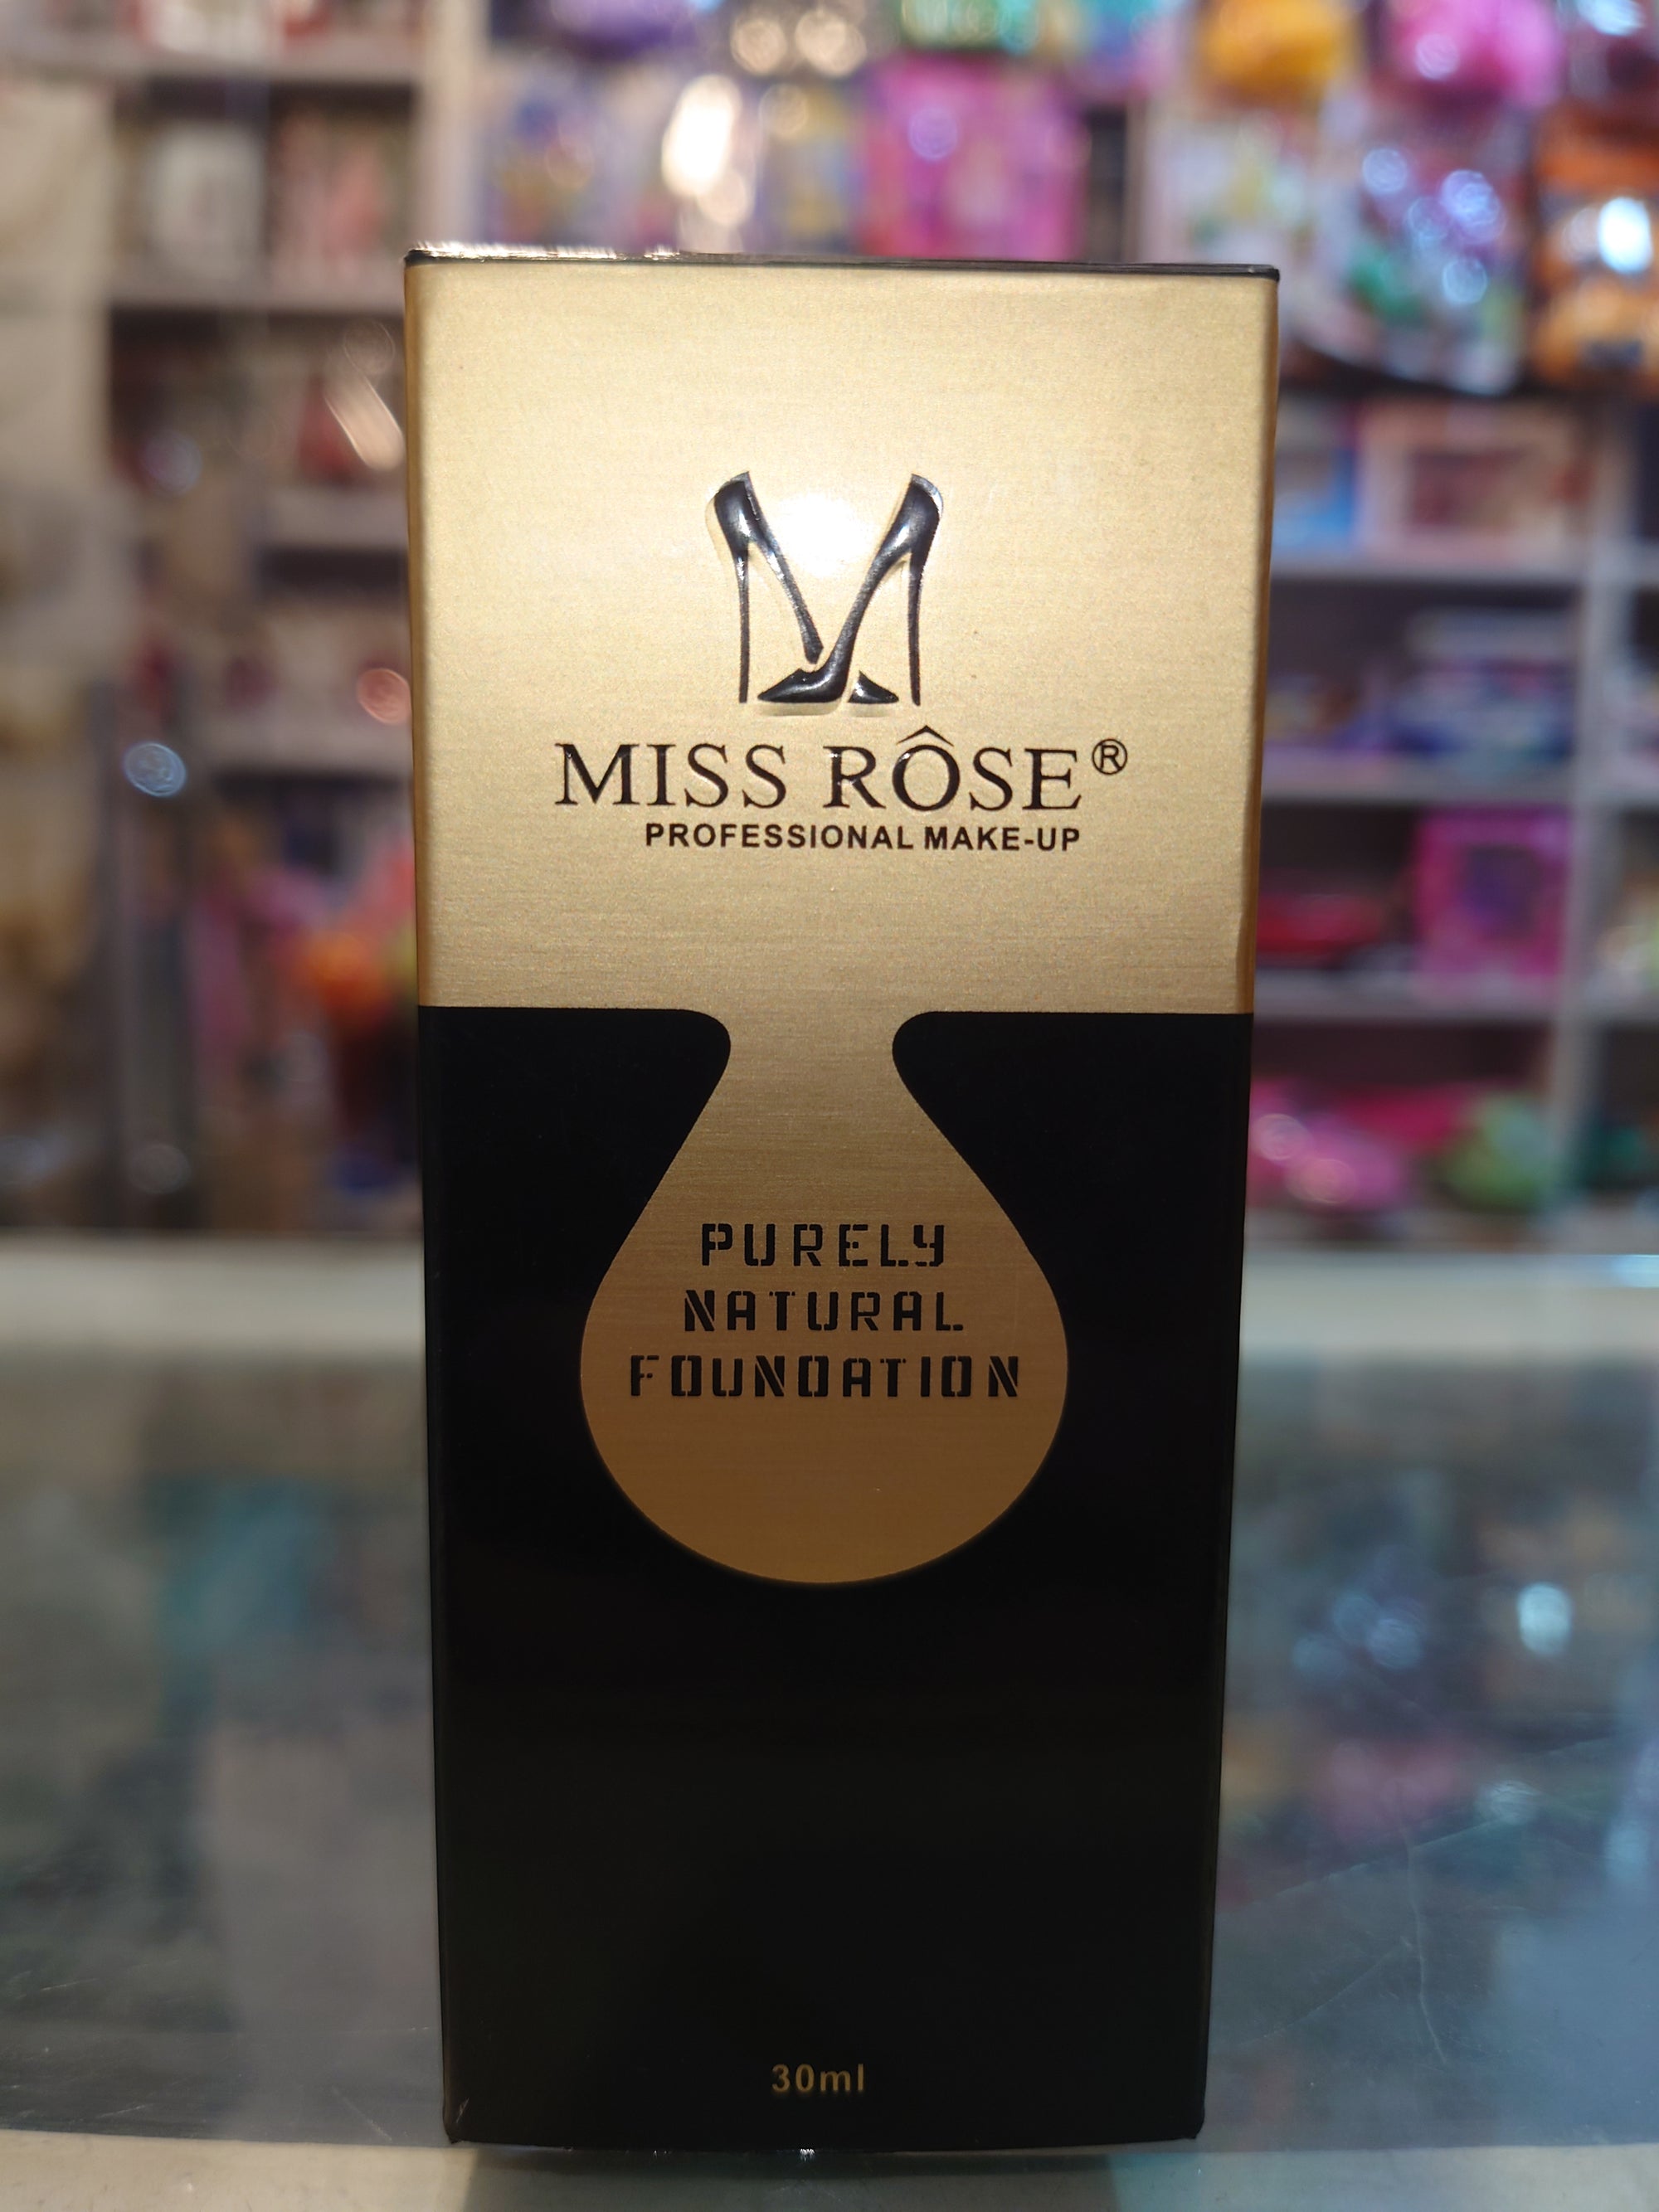 MISS RÔSE®
PROFESSIONAL MAKE-UP
PURELY
NATURAL
FOUNDATION
30ml